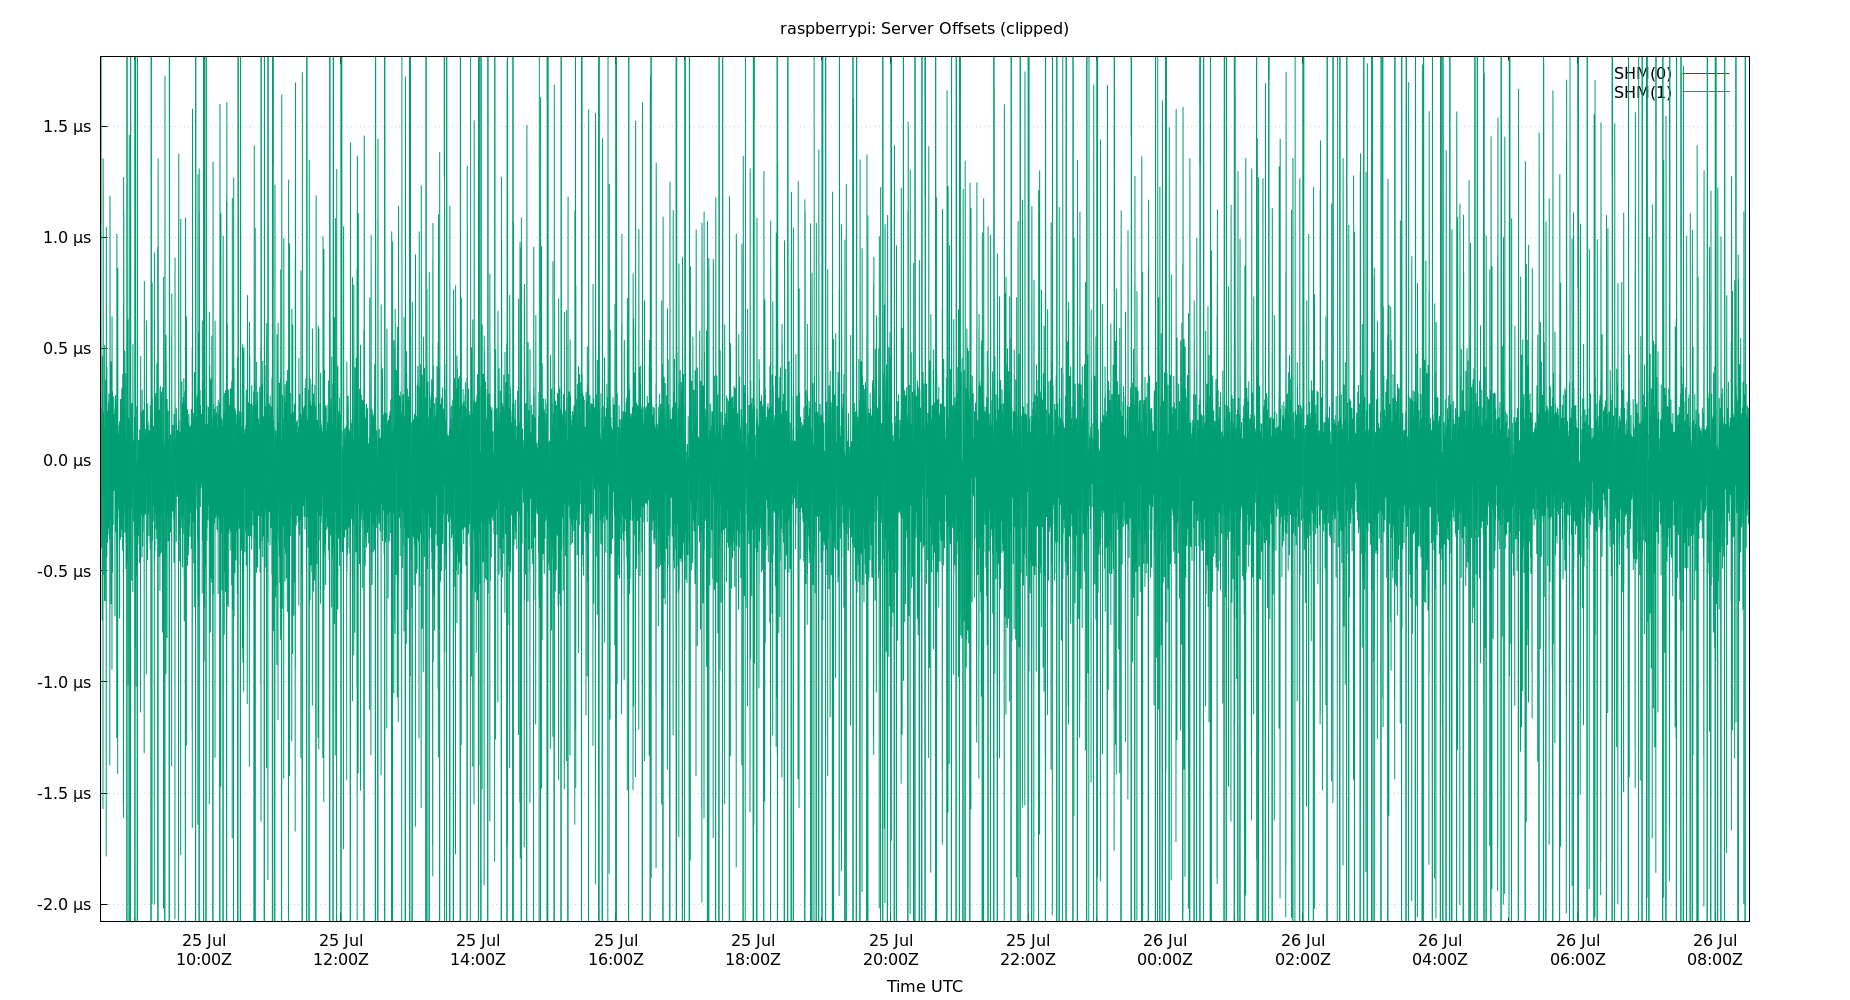 raspberrypi: Server Offsets (clipped)
SHM(0)
SHM(1)
1.5 µs
1.0 µs
0.5 µs
0.0 µs
-0.5 µs
-1.0 µs
-1.5 µs
-2.0 µs
25 Jul 25 Jul 25 Jul 25 Jul 25 Jul 25 Jul 25 Jul 26 Jul 26 Jul 26 Jul 26 Jul 26 Jul
10:00Z 12:00Z 14:00Z 16:00Z 18:00Z 20:00Z 22:00Z 00:00Z 02:00Z 04:00Z 06:00Z 08:00Z
Time UTC